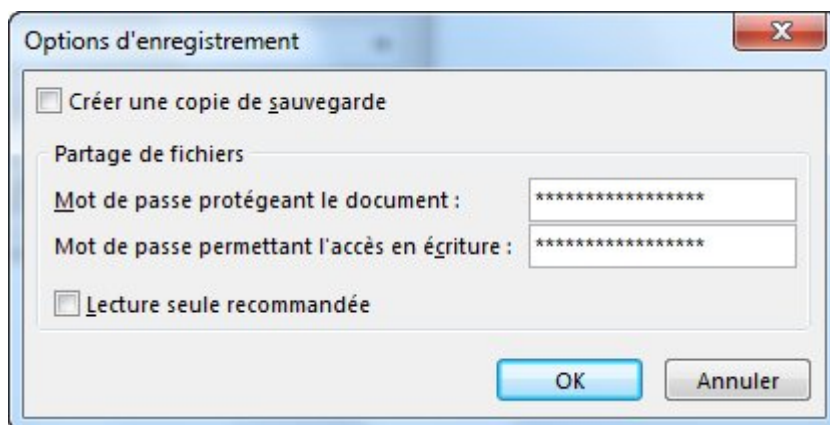 Options d'enregistrement
Créer une copie de sauvegarde
Partage de fichiers
Mot de passe protégeant le document : *****************
Mot de passe permettant l'accès en écriture : *****************
Lecture seule recommandée
OK Annuler